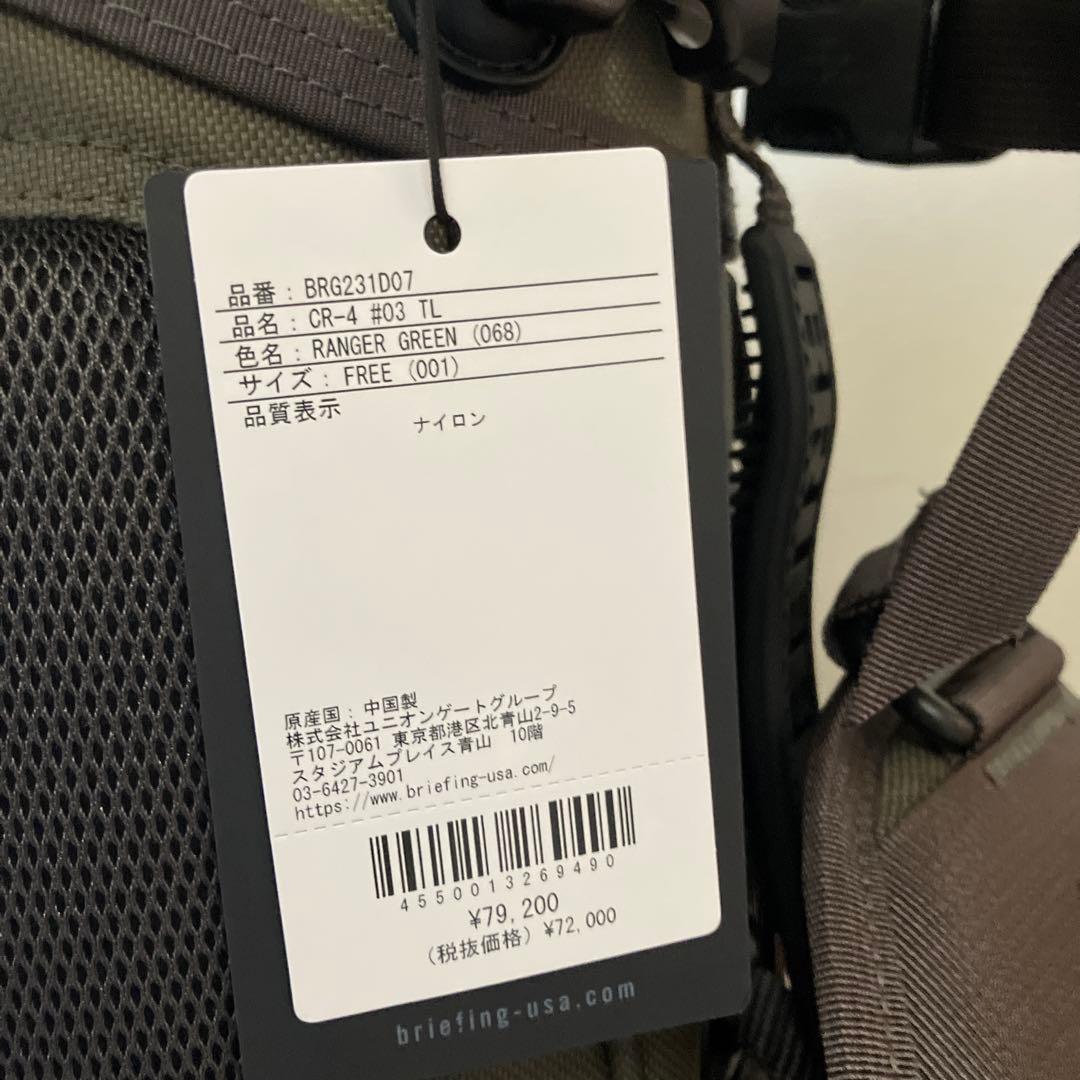 品番 : BRG231D07
品名 : CR-4 #03 TL
色名 : RANGER GREEN (068)
サイズ : FREE (001)
品質表示
ナイロン
原産国 : 中国製
株式会社ユニオンゲートグループ
〒107-0061 東京都港区北青山2-9-5
スタジアムプレイス青山 10階
03-6427-3901
https://www.briefing-usa.com/
4550013269490
¥79,200
(税抜価格) ¥72,000
briefing-usa.com